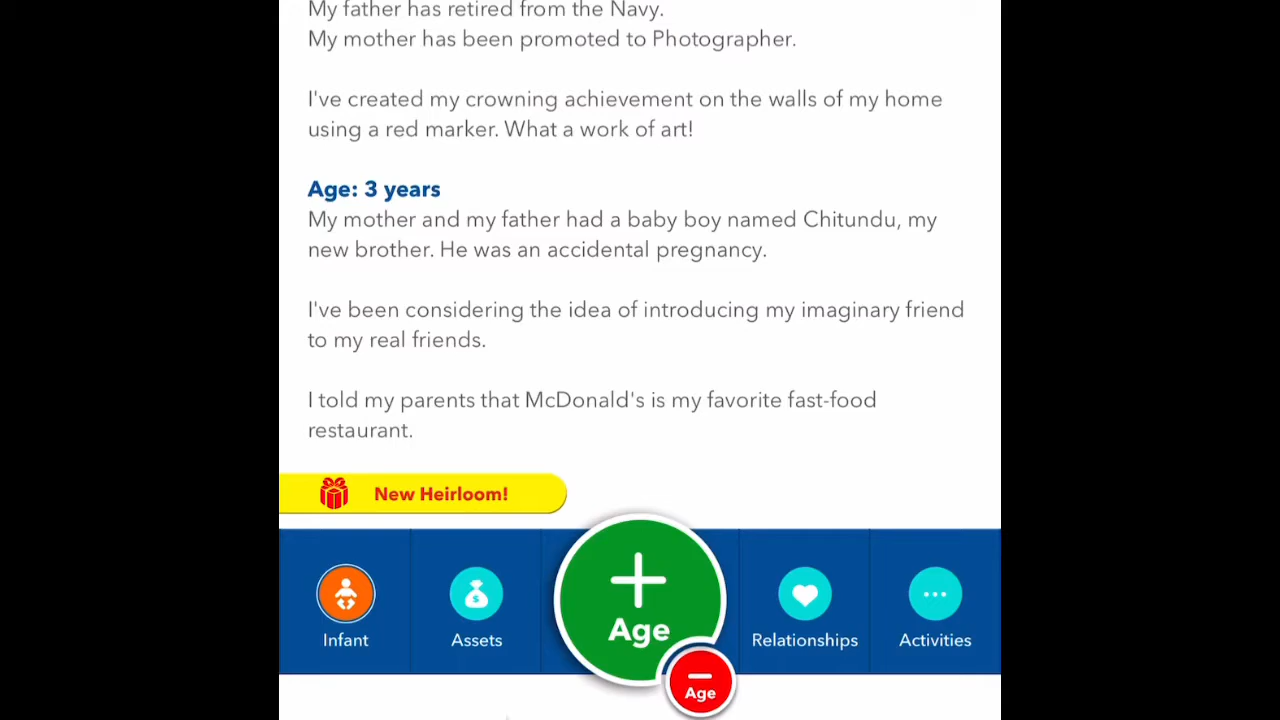 My father has retired from the Navy.
My mother has been promoted to Photographer.
I've created my crowning achievement on the walls of my home
using a red marker. What a work of art!
Age: 3 years
My mother and my father had a baby boy named Chitundu, my
new brother. He was an accidental pregnancy.
I've been considering the idea of introducing my imaginary friend
to my real friends.
I told my parents that McDonald's is my favorite fast-food
restaurant.
New Heirloom!
Age
Infant
Assets
Relationships
Activities
Age